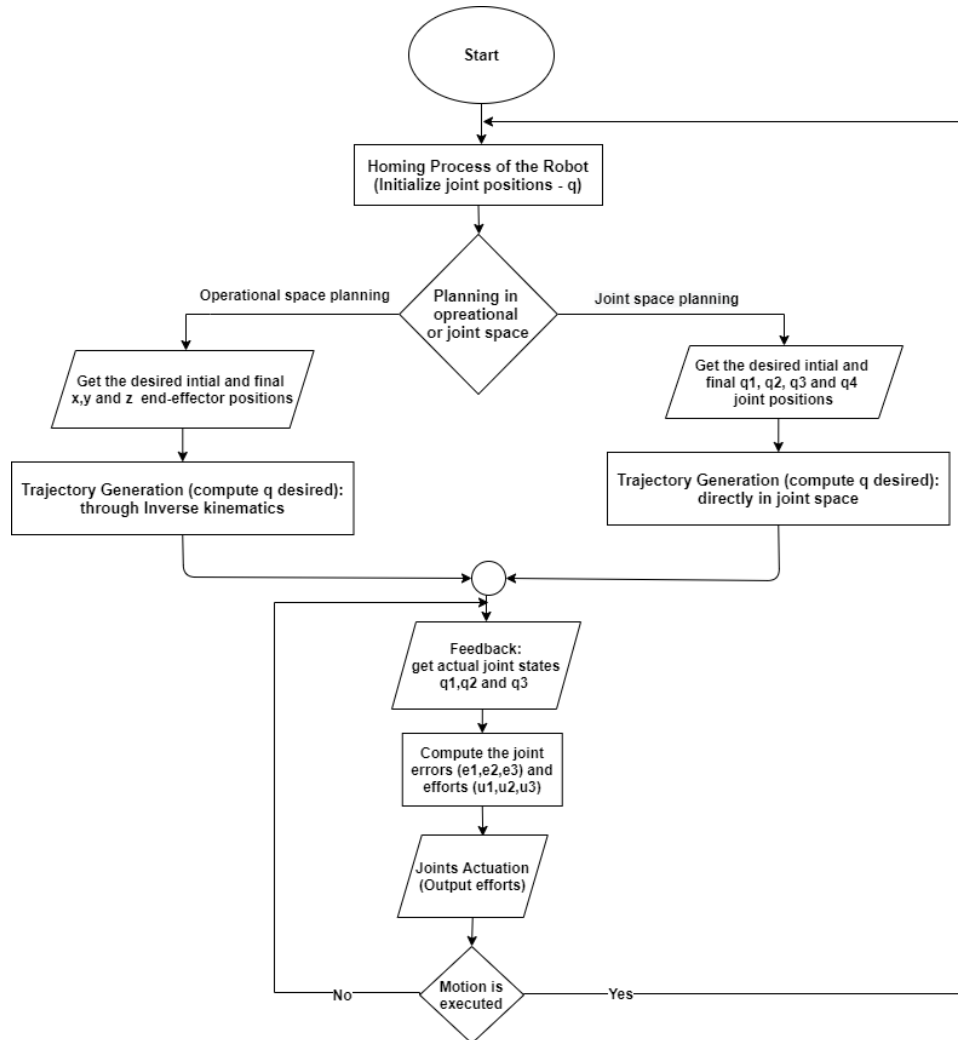 Start
Homing Process of the Robot
(Initialize joint positions - q)
Operational space planning
Planning in
opreational
or joint space
Joint space planning
Get the desired intial and final
x,y and z end-effector positions
Get the desired intial and
final q1, q2, q3 and q4
joint positions
Trajectory Generation (compute q desired):
through Inverse kinematics
Trajectory Generation (compute q desired):
directly in joint space
Feedback:
get actual joint states
q1,q2 and q3
Compute the joint
errors (e1,e2,e3) and
efforts (u1,u2,u3)
Joints Actuation
(Output efforts)
Motion is
executed
No
Yes